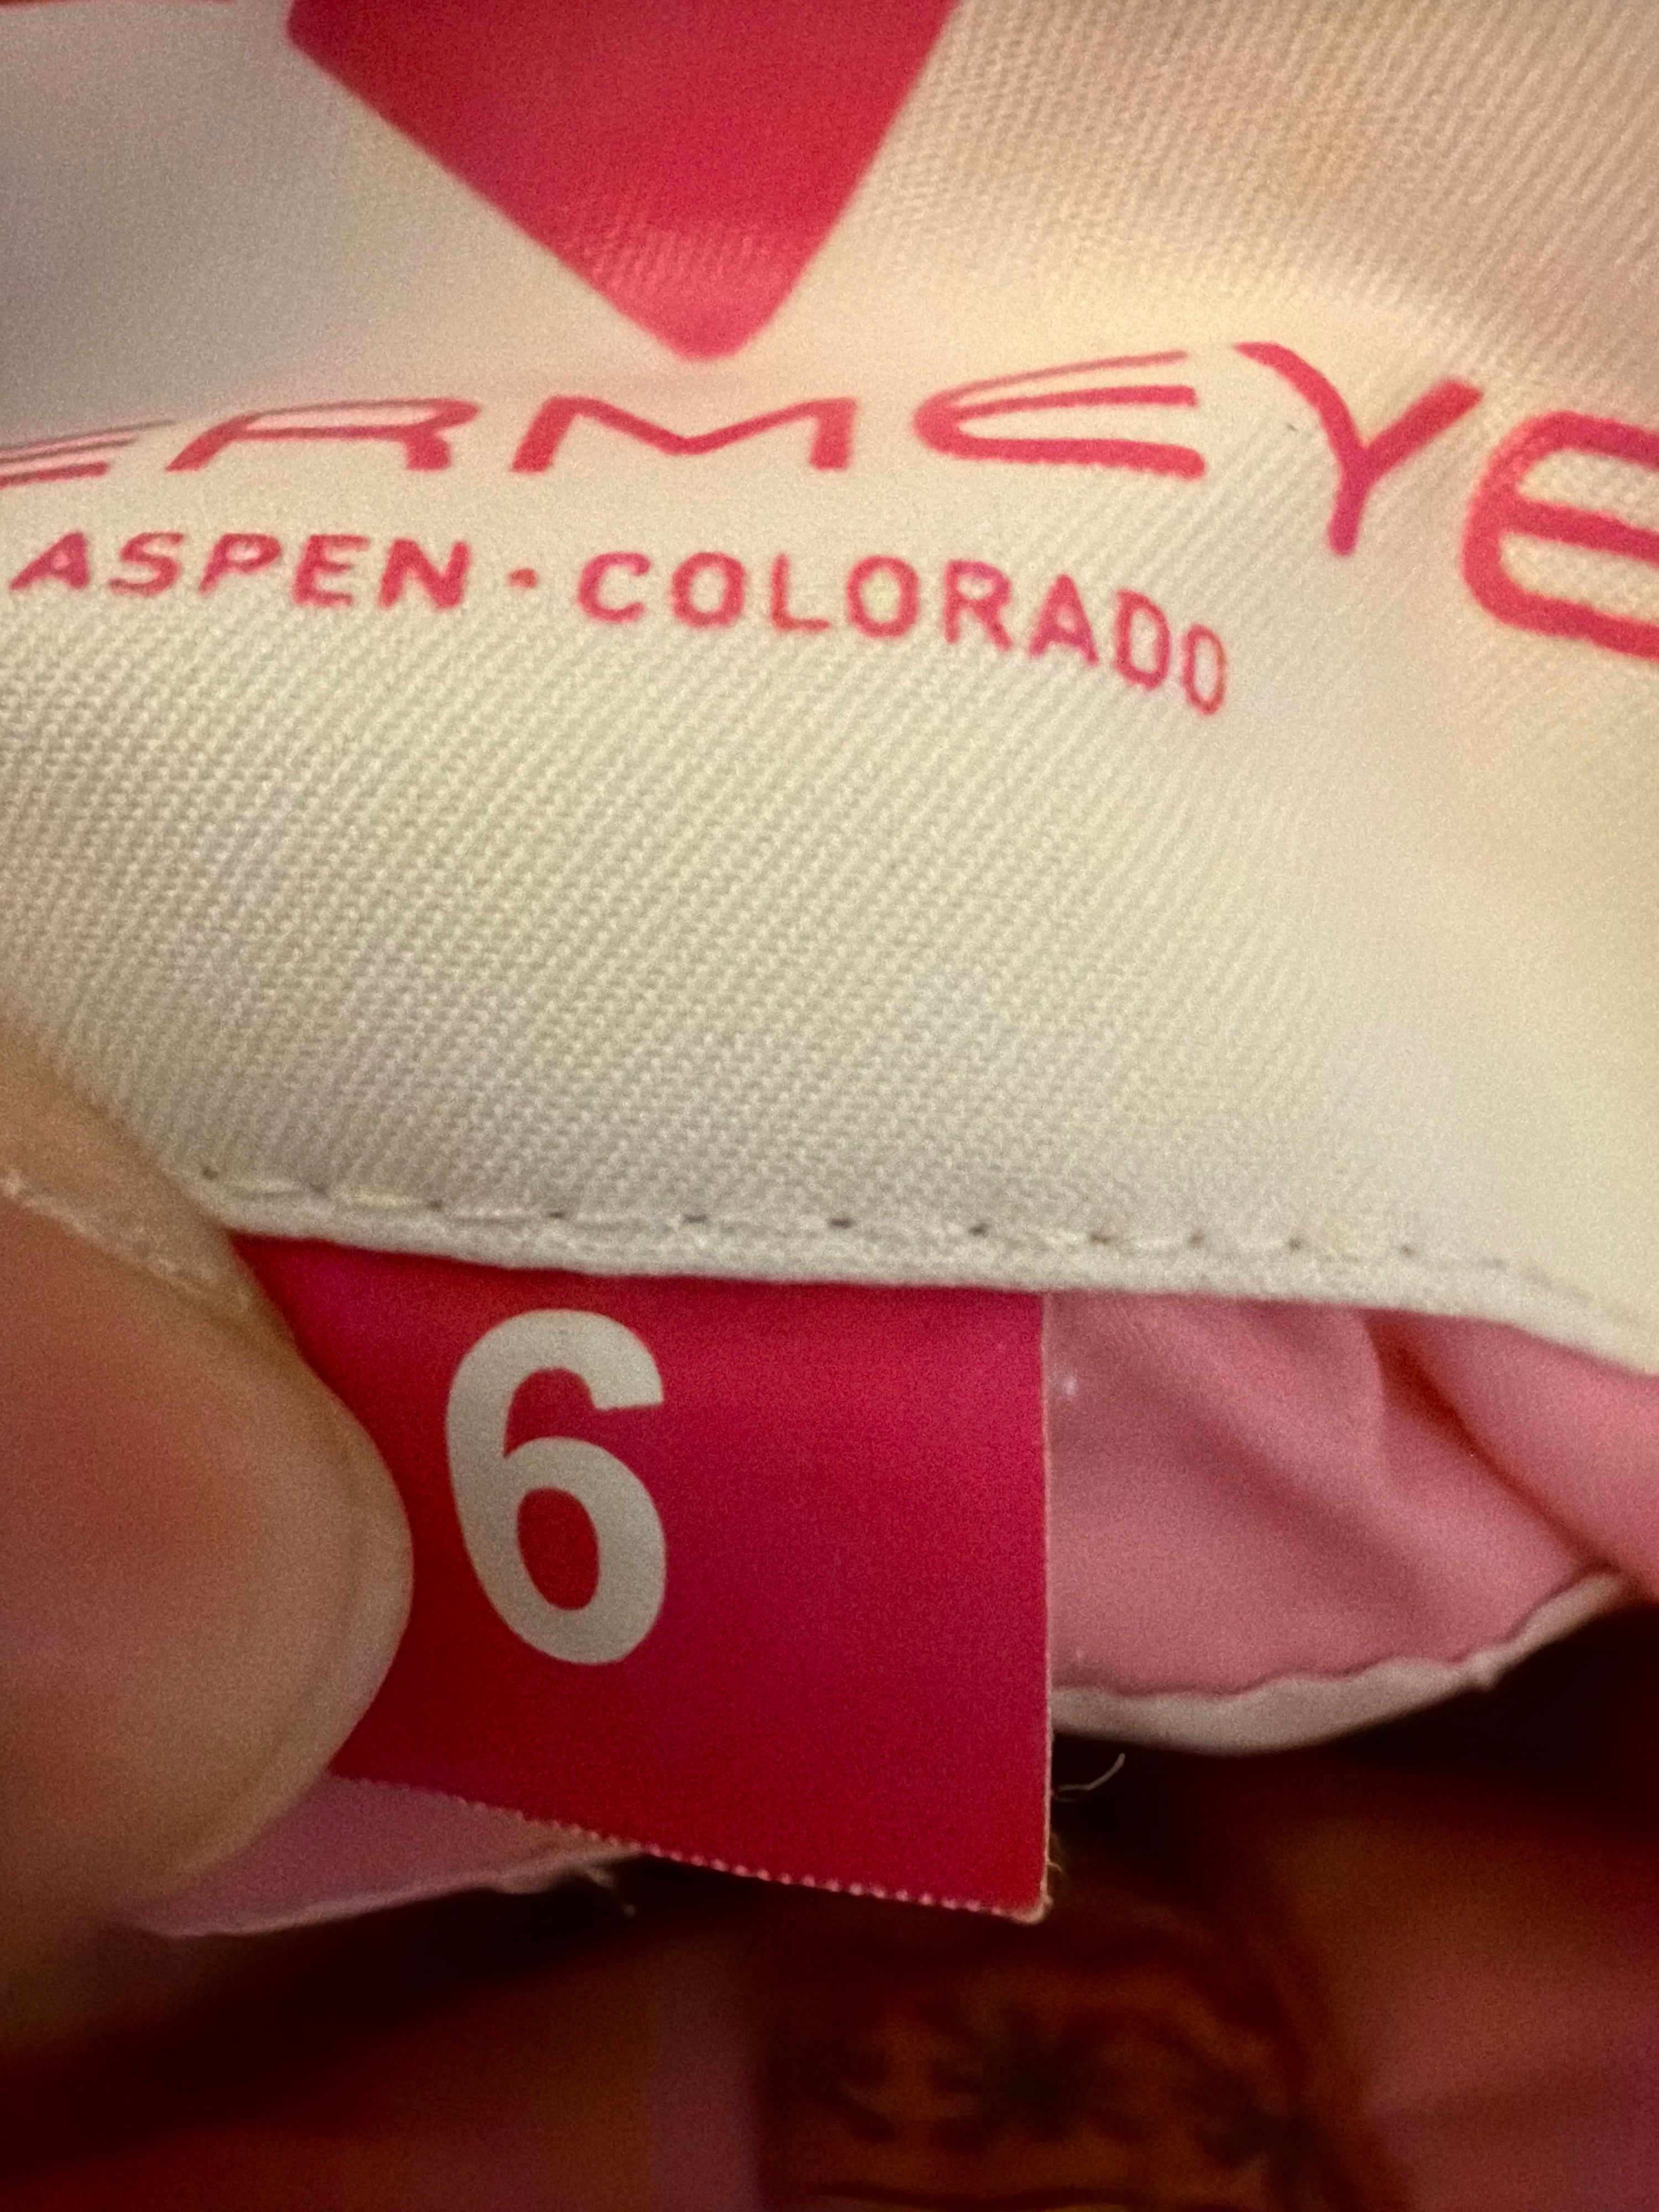 ERMEYE
ASPEN · COLORADO
6